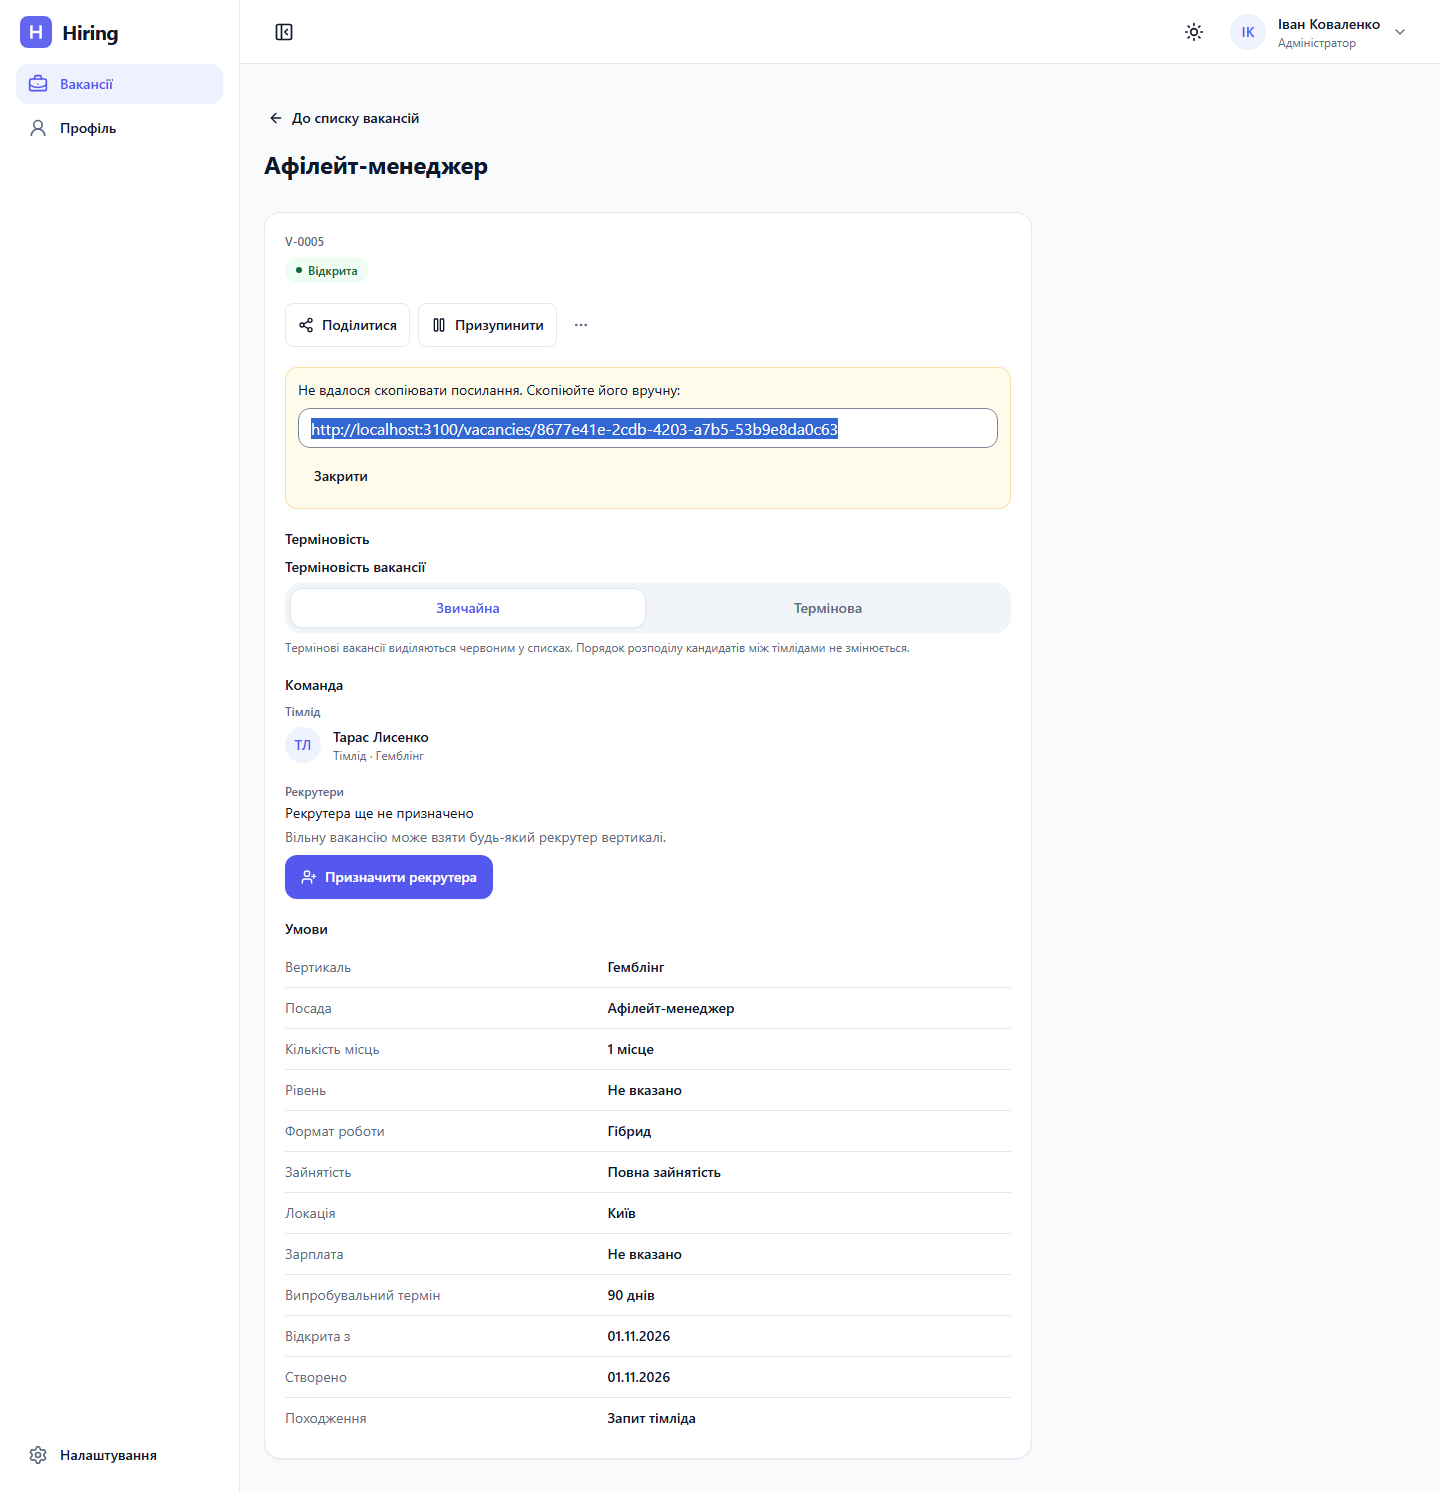 H Hiring
Вакансії
Профіль
Налаштування
ІК
Іван Коваленко
Адміністратор
До списку вакансій
Афілейт-менеджер
V-0005
Відкрита
Поділитися
Призупинити
Не вдалося скопіювати посилання. Скопіюйте його вручну:
http://localhost:3100/vacancies/8677e41e-2cdb-4203-a7b5-53b9e8da0c63
Закрити
Терміновість
Терміновість вакансії
Звичайна
Термінова
Термінові вакансії виділяються червоним у списках. Порядок розподілу кандидатів між тімлідами не змінюється.
Команда
Тімлід
ТЛ
Тарас Лисенко
Тімлід · Гемблінг
Рекрутери
Рекрутера ще не призначено
Вільну вакансію може взяти будь-який рекрутер вертикалі.
Призначити рекрутера
Умови
Вертикаль Гемблінг
Посада Афілейт-менеджер
Кількість місць 1 місце
Рівень Не вказано
Формат роботи Гібрид
Зайнятість Повна зайнятість
Локація Київ
Зарплата Не вказано
Випробувальний термін 90 днів
Відкрита з 01.11.2026
Створено 01.11.2026
Походження Запит тімліда